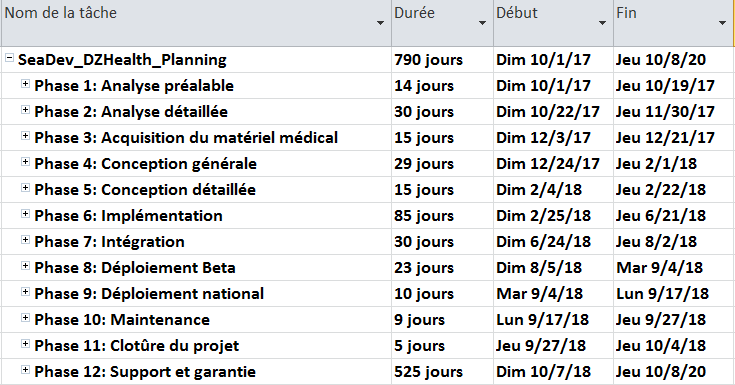 Nom de la tâche Durée Début Fin
SeaDev_DZHealth_Planning 790 jours Dim 10/1/17 Jeu 10/8/20
Phase 1: Analyse préalable 14 jours Dim 10/1/17 Jeu 10/19/17
Phase 2: Analyse détaillée 30 jours Dim 10/22/17 Jeu 11/30/17
Phase 3: Acquisition du matériel médical 15 jours Dim 12/3/17 Jeu 12/21/17
Phase 4: Conception générale 29 jours Dim 12/24/17 Jeu 2/1/18
Phase 5: Conception détaillée 15 jours Dim 2/4/18 Jeu 2/22/18
Phase 6: Implémentation 85 jours Dim 2/25/18 Jeu 6/21/18
Phase 7: Intégration 30 jours Dim 6/24/18 Jeu 8/2/18
Phase 8: Déploiement Beta 23 jours Dim 8/5/18 Mar 9/4/18
Phase 9: Déploiement national 10 jours Mar 9/4/18 Lun 9/17/18
Phase 10: Maintenance 9 jours Lun 9/17/18 Jeu 9/27/18
Phase 11: Clotûre du projet 5 jours Jeu 9/27/18 Jeu 10/4/18
Phase 12: Support et garantie 525 jours Dim 10/7/18 Jeu 10/8/20